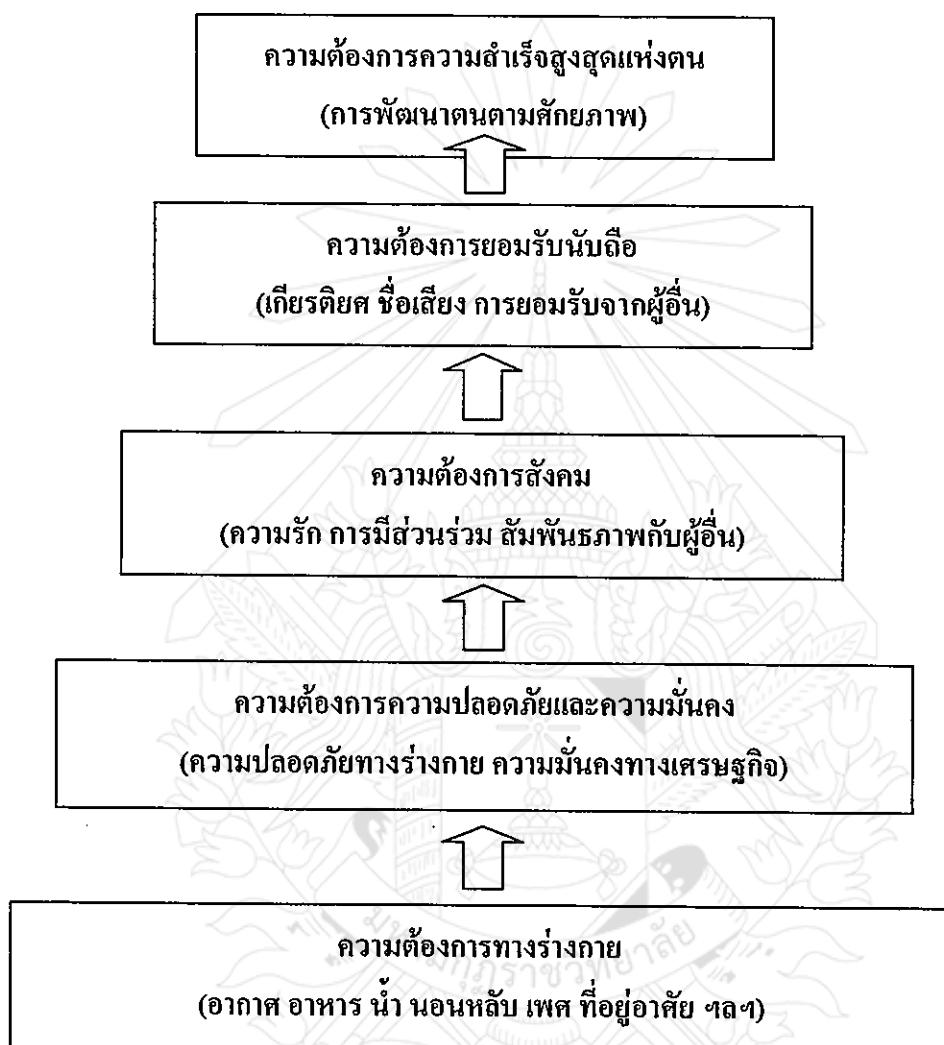 ความต้องการความสำเร็จสูงสุดแห่งตน
(การพัฒนาตนตามศักยภาพ)
ความต้องการยอมรับนับถือ
(เกียรติยศ ชื่อเสียง การยอมรับจากผู้อื่น)
ความต้องการสังคม
(ความรัก การมีส่วนร่วม สัมพันธภาพกับผู้อื่น)
ความต้องการความปลอดภัยและความมั่นคง
(ความปลอดภัยทางร่างกาย ความมั่นคงทางเศรษฐกิจ)
ความต้องการทางร่างกาย
(อากาศ อาหาร น้ำ นอนหลับ เพศ ที่อยู่อาศัย ฯลฯ)